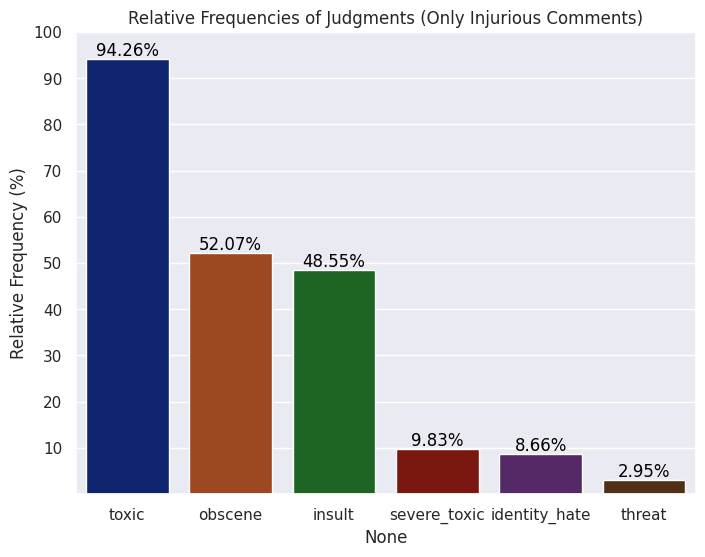 Relative Frequencies of Judgments (Only Injurious Comments)
100
90
80
70
60
50
40
30
20
10
Relative Frequency (%)
94.26%
52.07%
48.55%
9.83%
8.66%
2.95%
toxic
obscene
insult
severe_toxic
identity_hate
threat
None